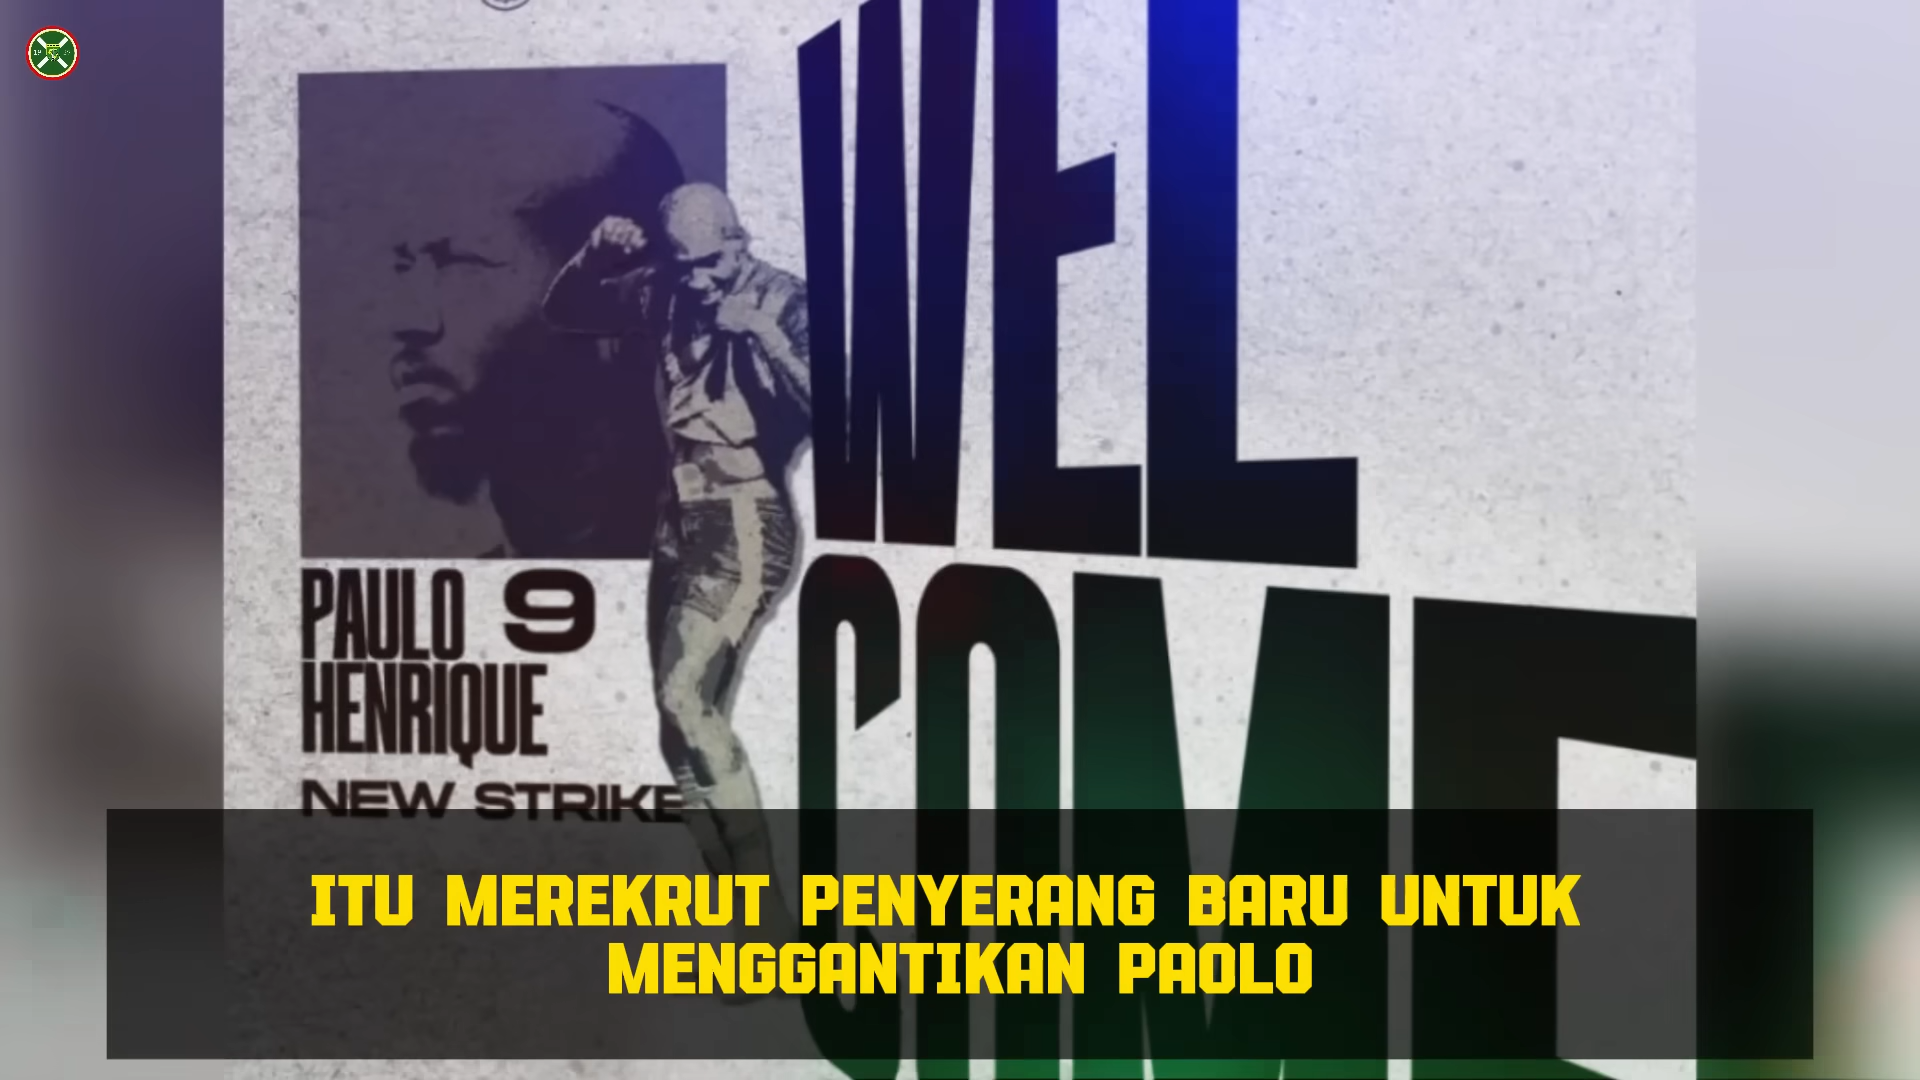 WEL
COME
PAULO 9
HENRIQUE
NEW STRIKE
ITU MEREKRUT PENYERANG BARU UNTUK
MENGGANTIKAN PAOLO